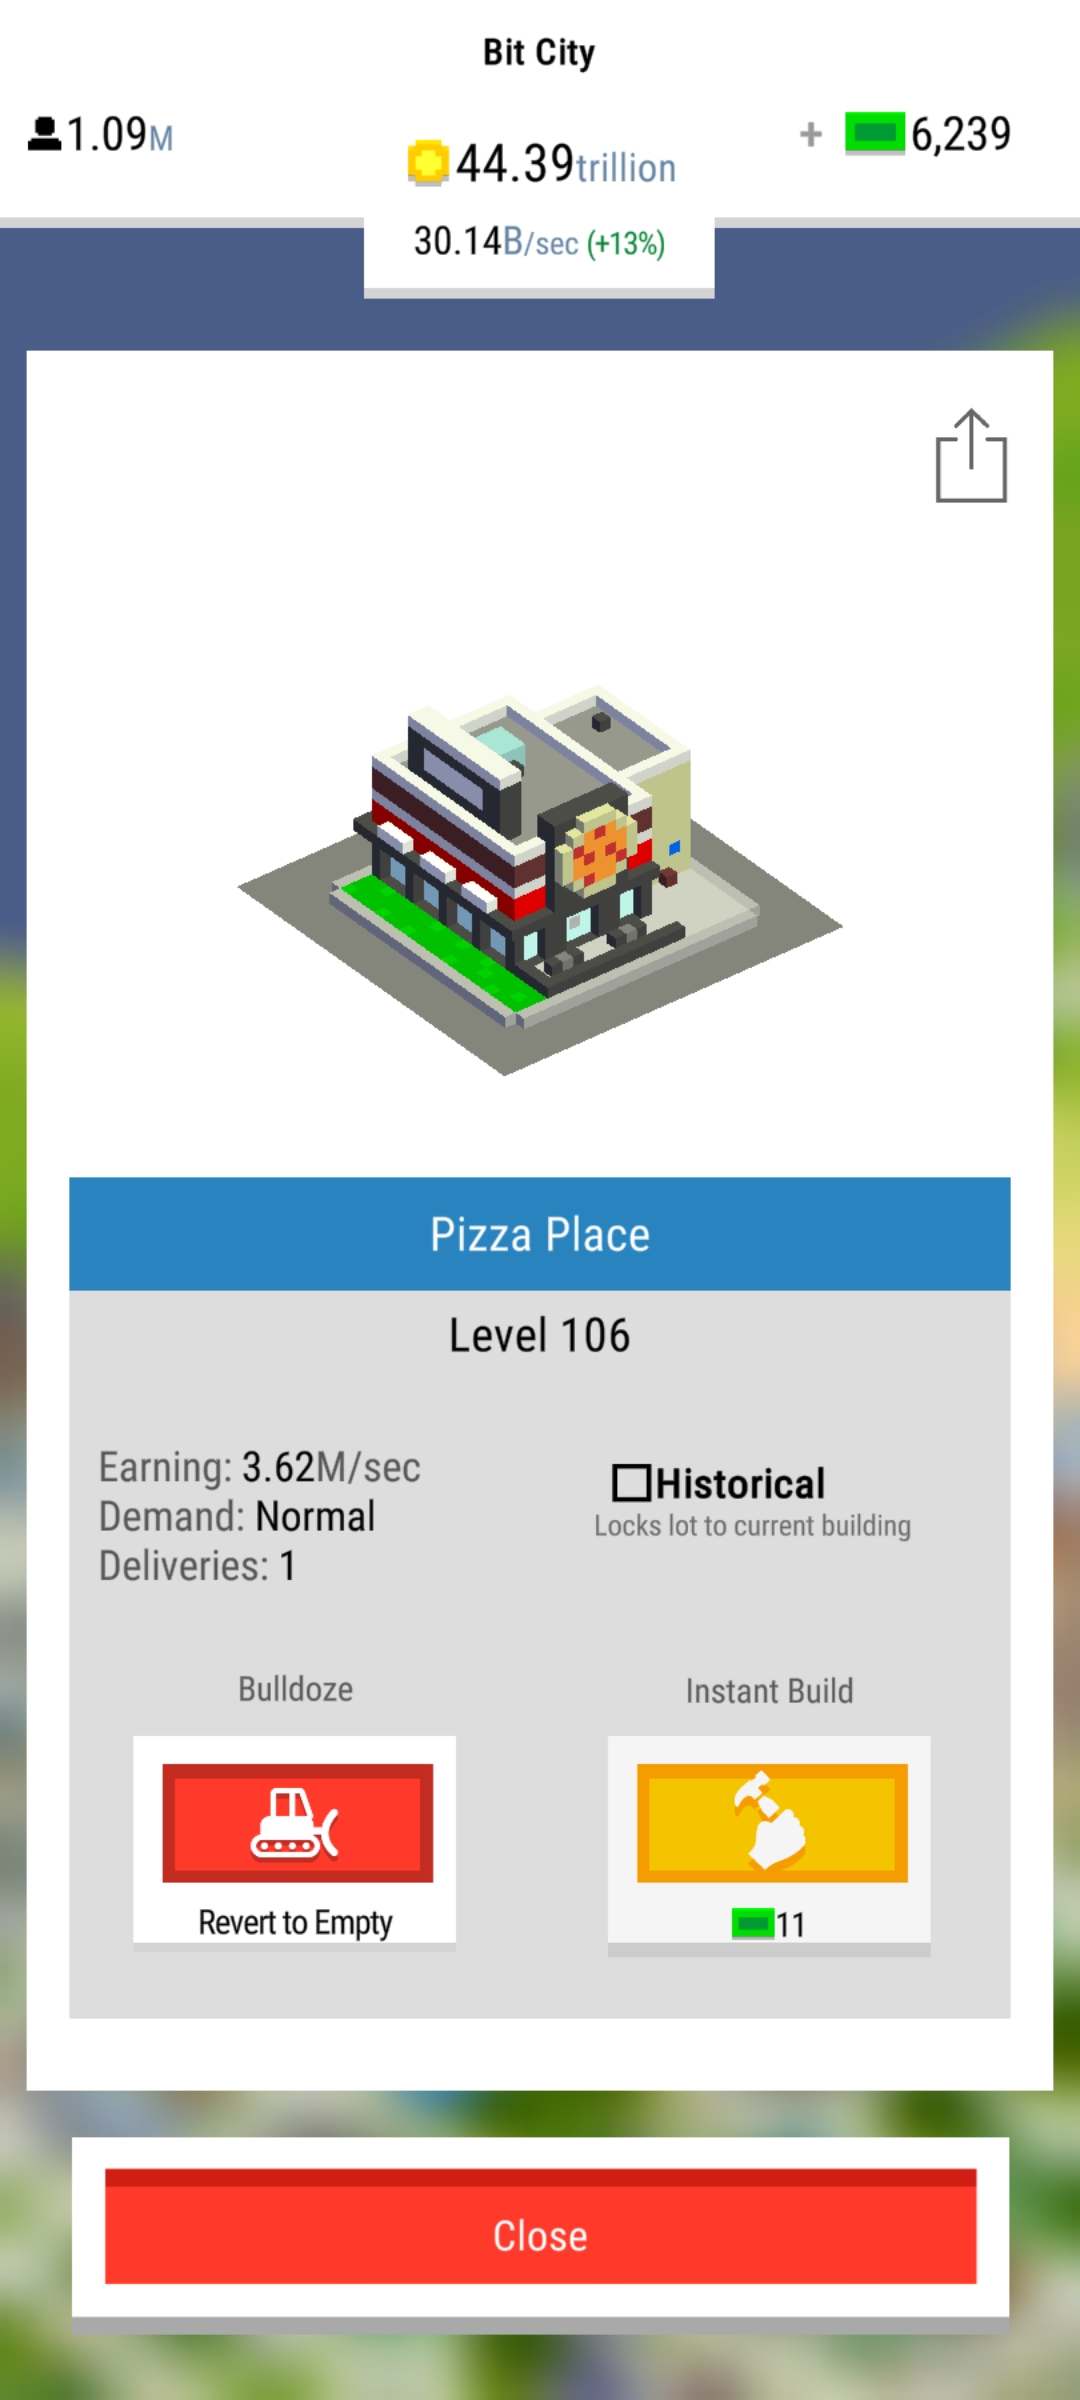 Bit City
1.09M
44.39trillion
+ 6,239
30.14B/sec (+13%)
Pizza Place
Level 106
Earning: 3.62M/sec
Demand: Normal
Deliveries: 1
Historical
Locks lot to current building
Bulldoze
Instant Build
Revert to Empty
11
Close